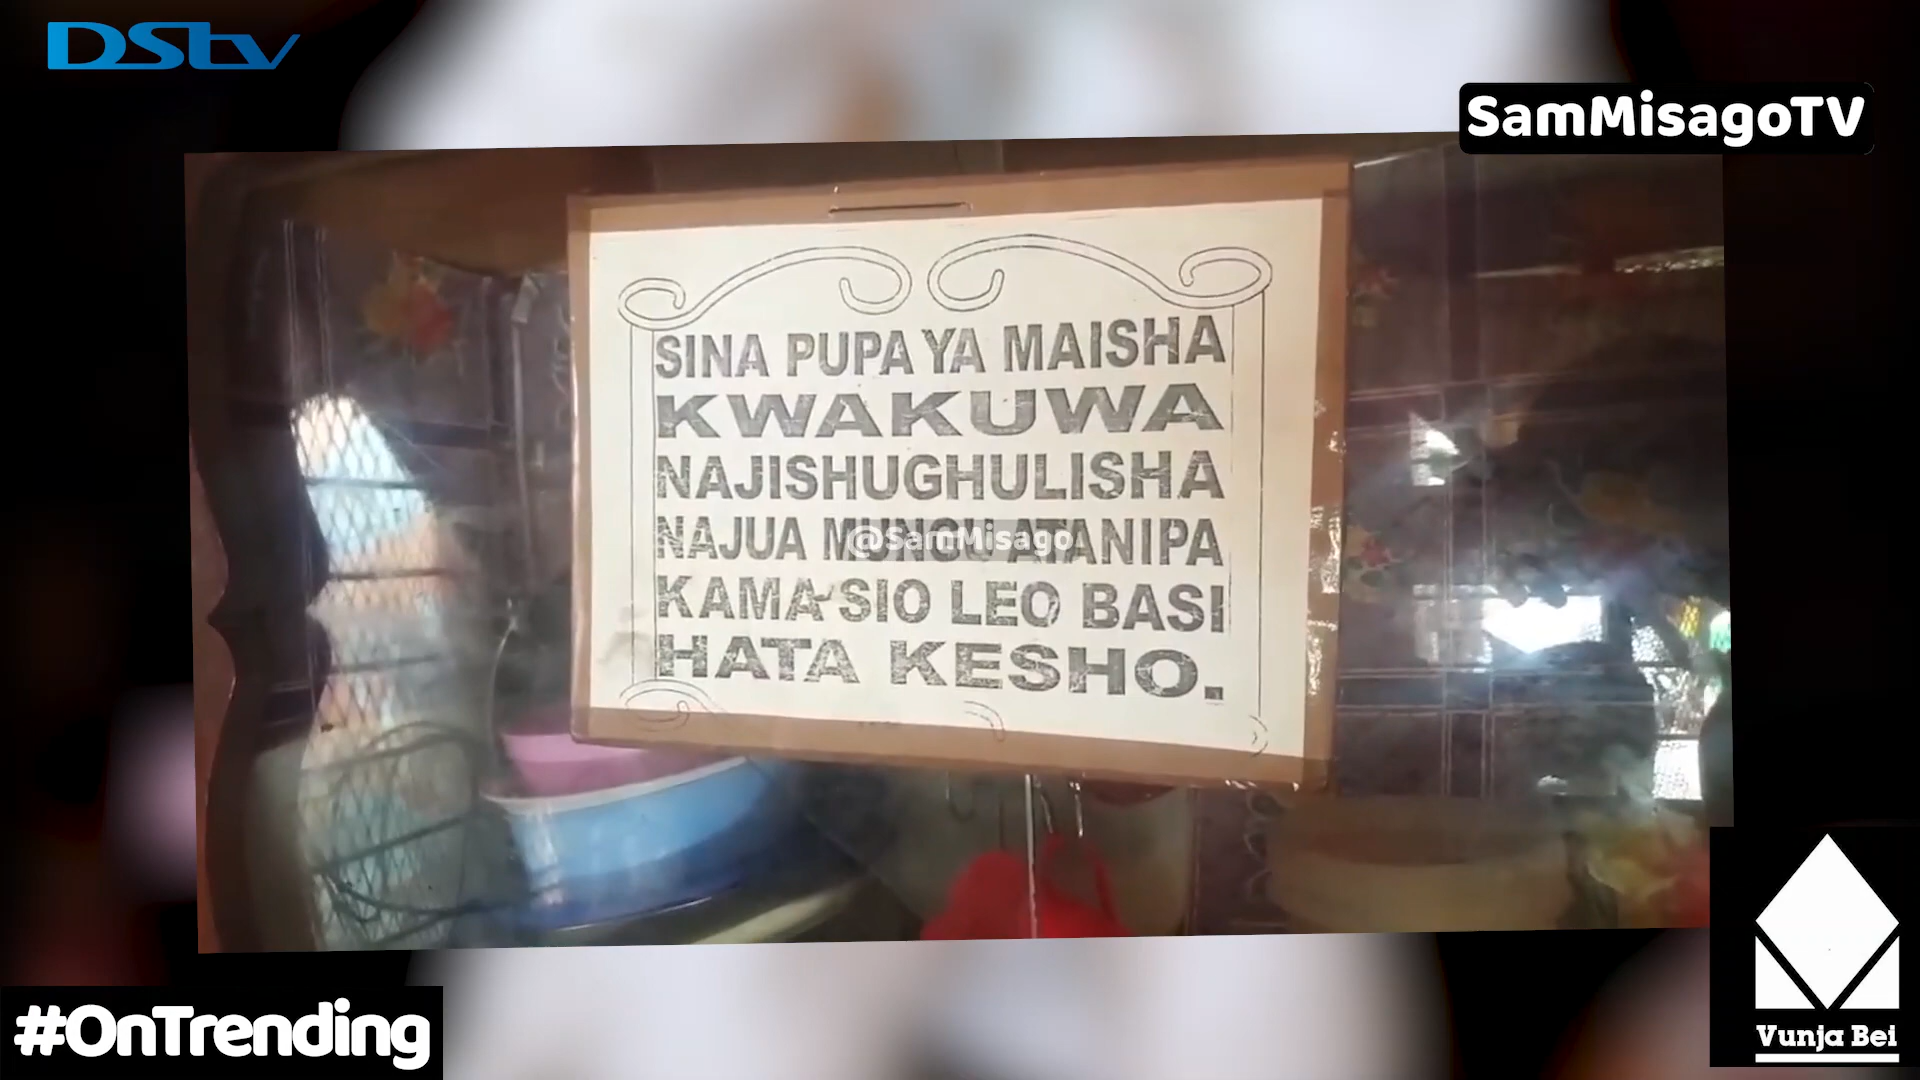 DStv
SamMisagoTV
SINA PUPA YA MAISHA
KWAKUWA
NAJISHUGHULISHA
NAJUA MUNGU ATANIPA
@SamMisago
KAMA SIO LEO BASI
HATA KESHO.
#OnTrending
Vunja Bei